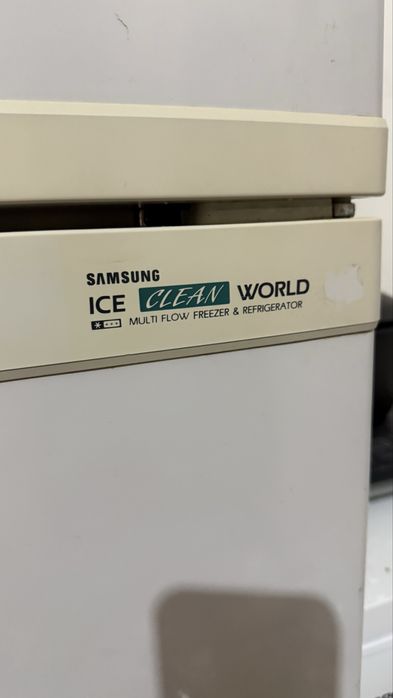 SAMSUNG
ICE CLEAN WORLD
MULTI FLOW FREEZER & REFRIGERATOR